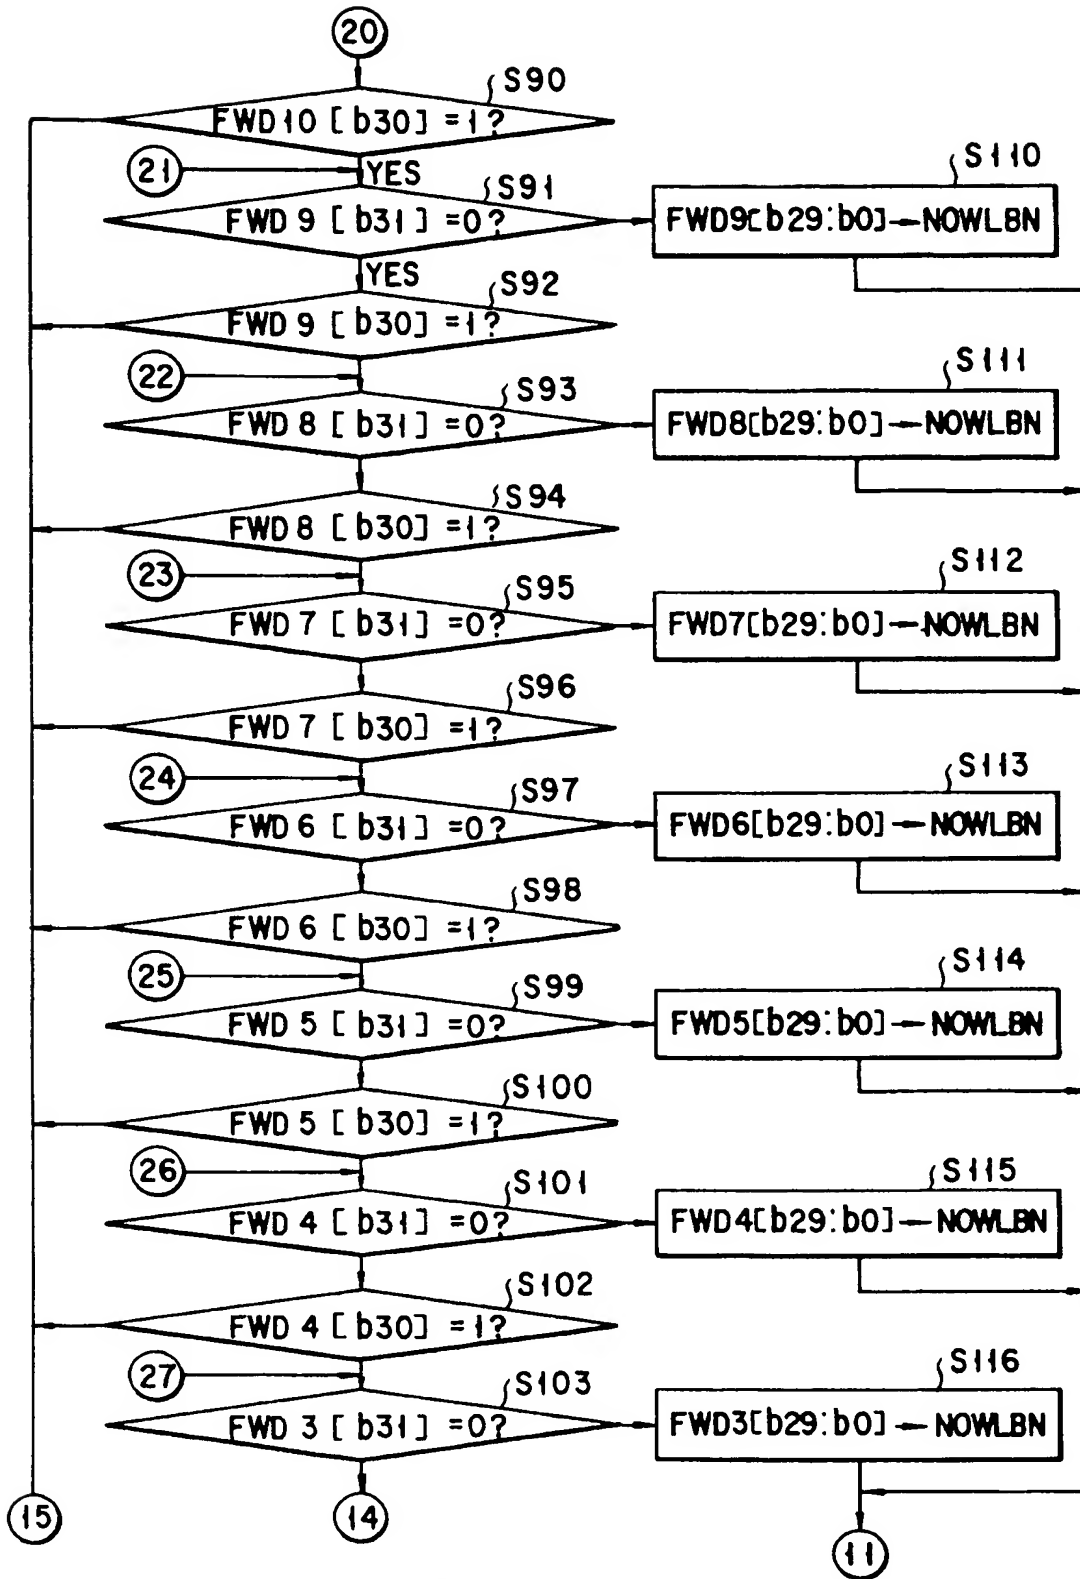 20
S90
FWD 10 [ b30 ] = 1 ?
21
YES
S91
S110
FWD 9 [ b31 ] = 0 ?
FWD9[b29:b0] → NOWLBN
YES
S92
FWD 9 [ b30 ] = 1 ?
22
S93
S111
FWD 8 [ b31 ] = 0 ?
FWD8[b29:b0] → NOWLBN
S94
FWD 8 [ b30 ] = 1 ?
23
S95
S112
FWD 7 [ b31 ] = 0 ?
FWD7[b29:b0] → NOWLBN
S96
FWD 7 [ b30 ] = 1 ?
24
S97
S113
FWD 6 [ b31 ] = 0 ?
FWD6[b29:b0] → NOWLBN
S98
FWD 6 [ b30 ] = 1 ?
25
S99
S114
FWD 5 [ b31 ] = 0 ?
FWD5[b29:b0] → NOWLBN
S100
FWD 5 [ b30 ] = 1 ?
26
S101
S115
FWD 4 [ b31 ] = 0 ?
FWD4[b29:b0] → NOWLBN
S102
FWD 4 [ b30 ] = 1 ?
27
S103
S116
FWD 3 [ b31 ] = 0 ?
FWD3[b29:b0] → NOWLBN
15
14
11